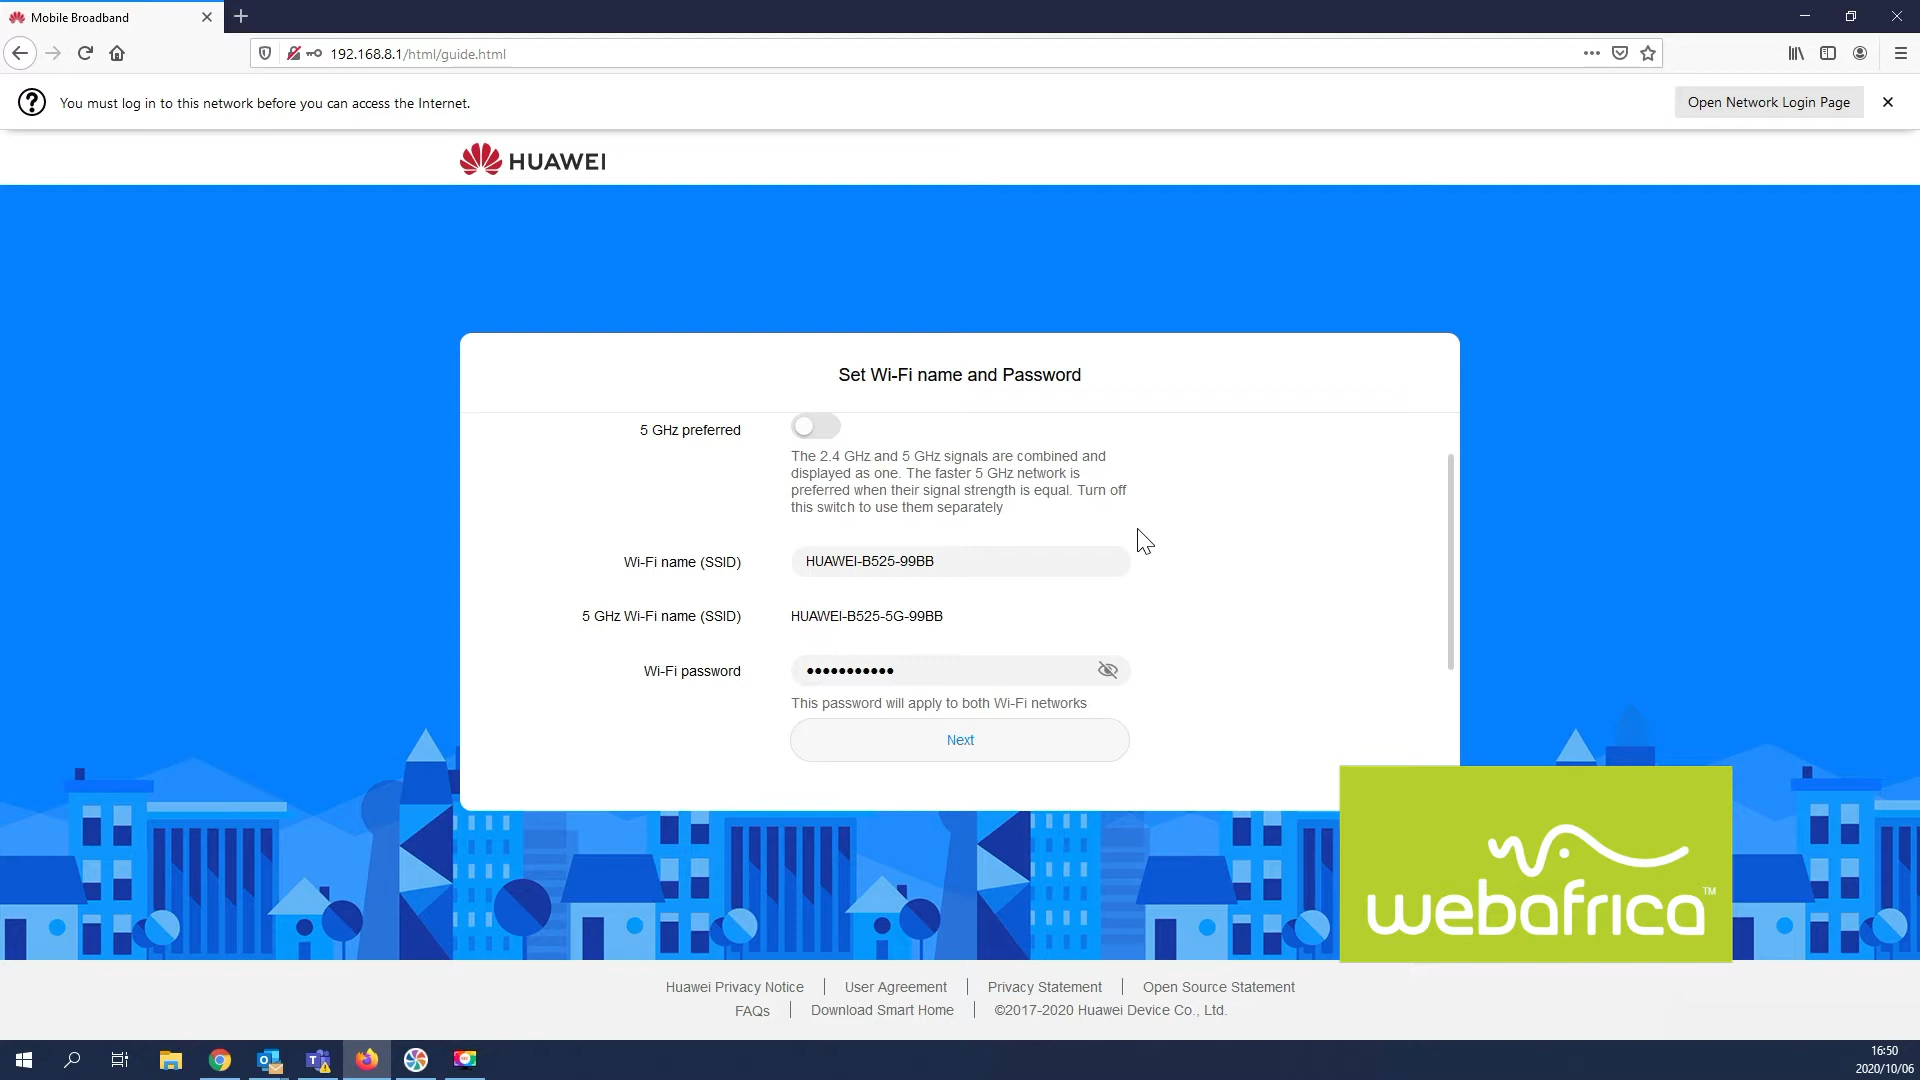 Mobile Broadband
192.168.8.1/html/guide.html
You must log in to this network before you can access the Internet.
Open Network Login Page
HUAWEI
Set Wi-Fi name and Password
5 GHz preferred
The 2.4 GHz and 5 GHz signals are combined and
displayed as one. The faster 5 GHz network is
preferred when their signal strength is equal. Turn off
this switch to use them separately
Wi-Fi name (SSID)
HUAWEI-B525-99BB
5 GHz Wi-Fi name (SSID)
HUAWEI-B525-5G-99BB
Wi-Fi password
•••••••••••
This password will apply to both Wi-Fi networks
Next
webafrica™
Huawei Privacy Notice | User Agreement | Privacy Statement | Open Source Statement
FAQs | Download Smart Home | ©2017-2020 Huawei Device Co., Ltd.
16:50
2020/10/06